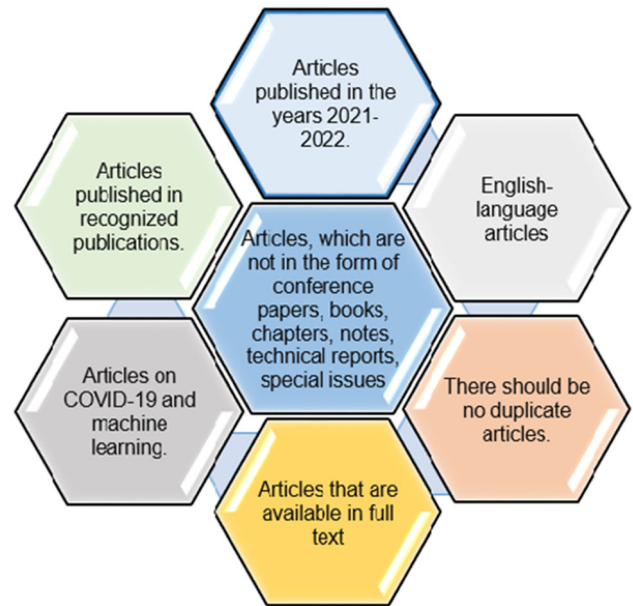 Articles
published in the
years 2021-
2022.
Articles
published in
recognized
publications.
English-
language
articles
Articles, which are
not in the form of
conference
papers, books,
chapters, notes,
technical reports,
special issues
Articles on
COVID-19 and
machine
learning.
There should be
no duplicate
articles.
Articles that are
available in full
text